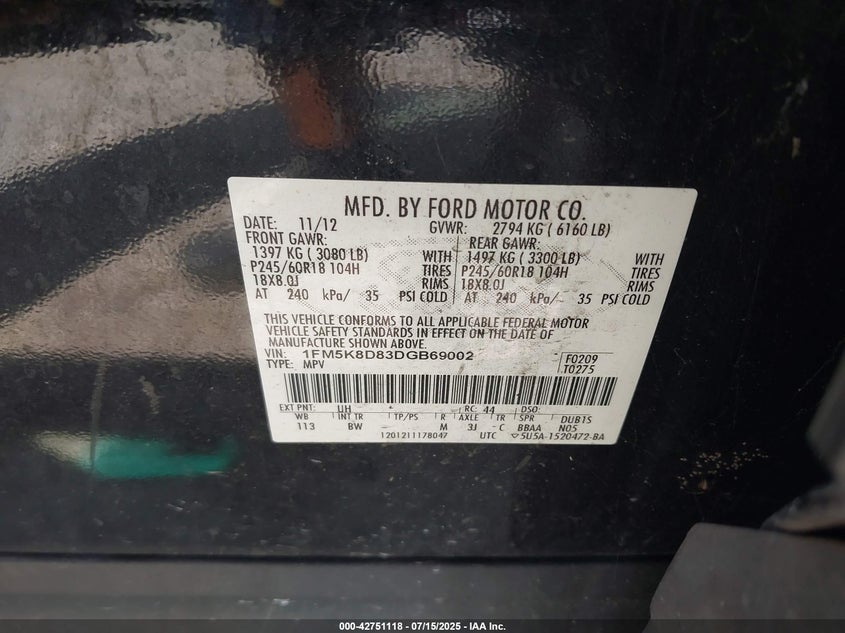 MFD. BY FORD MOTOR CO.
DATE: 11/12 GVWR: 2794 KG ( 6160 LB)
FRONT GAWR: REAR GAWR:
1397 KG ( 3080 LB) WITH 1497 KG ( 3300 LB) WITH
P245/60R18 104H TIRES P245/60R18 104H TIRES
18X8.0J RIMS 18X8.0J RIMS
AT 240 kPa/ 35 PSI COLD AT 240 kPa/ 35 PSI COLD
THIS VEHICLE CONFORMS TO ALL APPLICABLE FEDERAL MOTOR
VEHICLE SAFETY STANDARDS IN EFFECT ON THE DATE OF
MANUFACTURE SHOWN ABOVE.
VIN: 1FM5K8D83DGB69002 F0209
TYPE: MPV T0275
EXT PNT: UH RC: 44 DSO:
WB INT TR TP/PS R AXLE TR SPR DUB1S
113 BW - M 3J - C BBAA N05
1201211178047 UTC ▽5U5A-1520472-BA
000-42751118 - 07/15/2025 - IAA Inc.